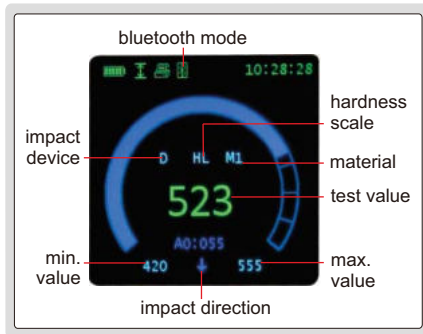 bluetooth mode
10:28:28
hardness
scale
impact
device
D HL M1
material
523
test value
A0:055
min.
value
420
555
max.
value
impact direction